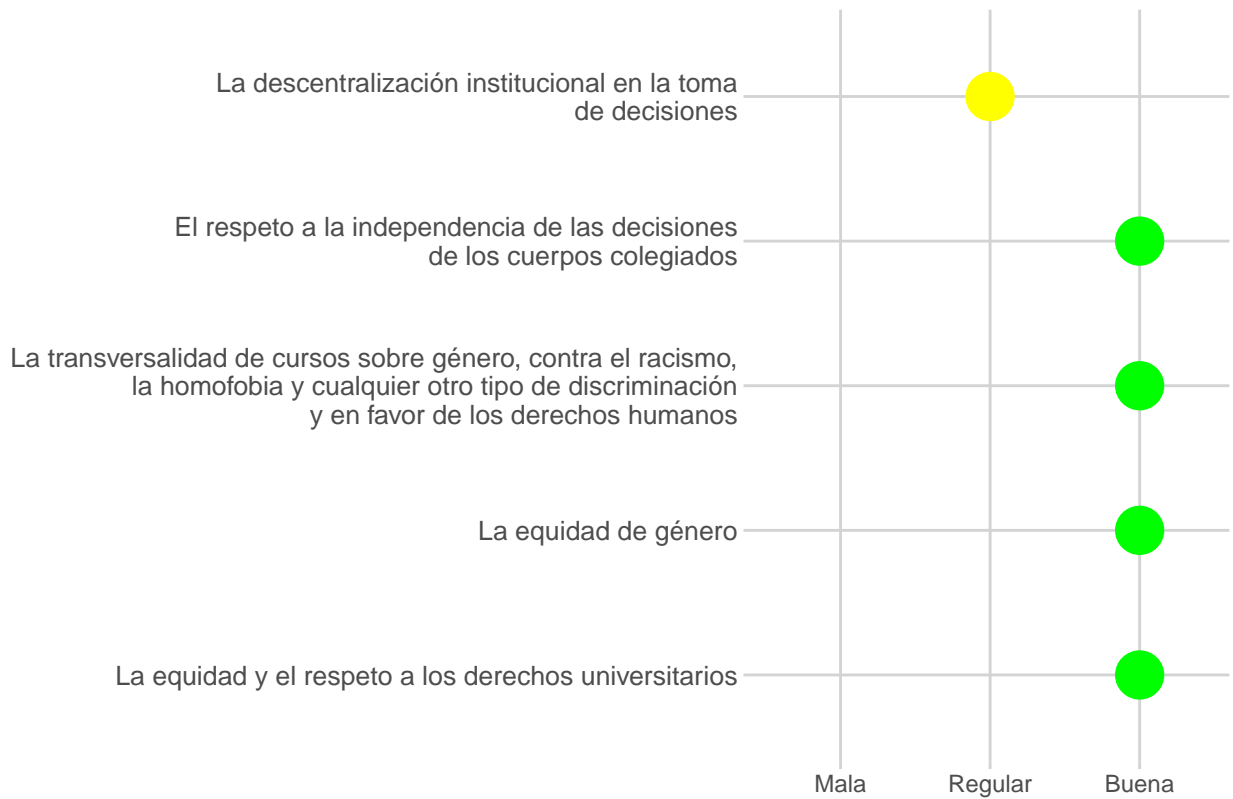 La descentralización institucional en la toma
de decisiones
El respeto a la independencia de las decisiones
de los cuerpos colegiados
La transversalidad de cursos sobre género, contra el racismo,
la homofobia y cualquier otro tipo de discriminación
y en favor de los derechos humanos
La equidad de género
La equidad y el respeto a los derechos universitarios
Mala Regular Buena